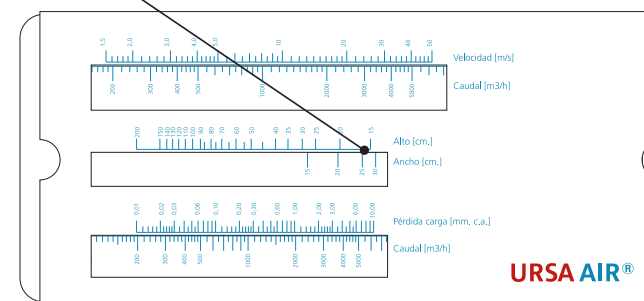 1,5 2,0 3,0 4,0 5,0 10 20 30 40 50
Velocidad [m/s]
Caudal [m3/h]
200 300 400 500 1000 2000 3000 4000 5000
200 150 140 130 120 110 100 90 80 70 60 50 40 35 30 25 20 15
Alto [cm.]
Ancho [cm.]
15 20 25 30
0,01 0,02 0,03 0,06 0,10 0,20 0,30 0,60 1,00 2,00 3,00 6,00 10,00
Pérdida carga [mm. c.a.]
Caudal [m3/h]
200 300 400 500 1000 2000 3000 4000 5000
URSA AIR®